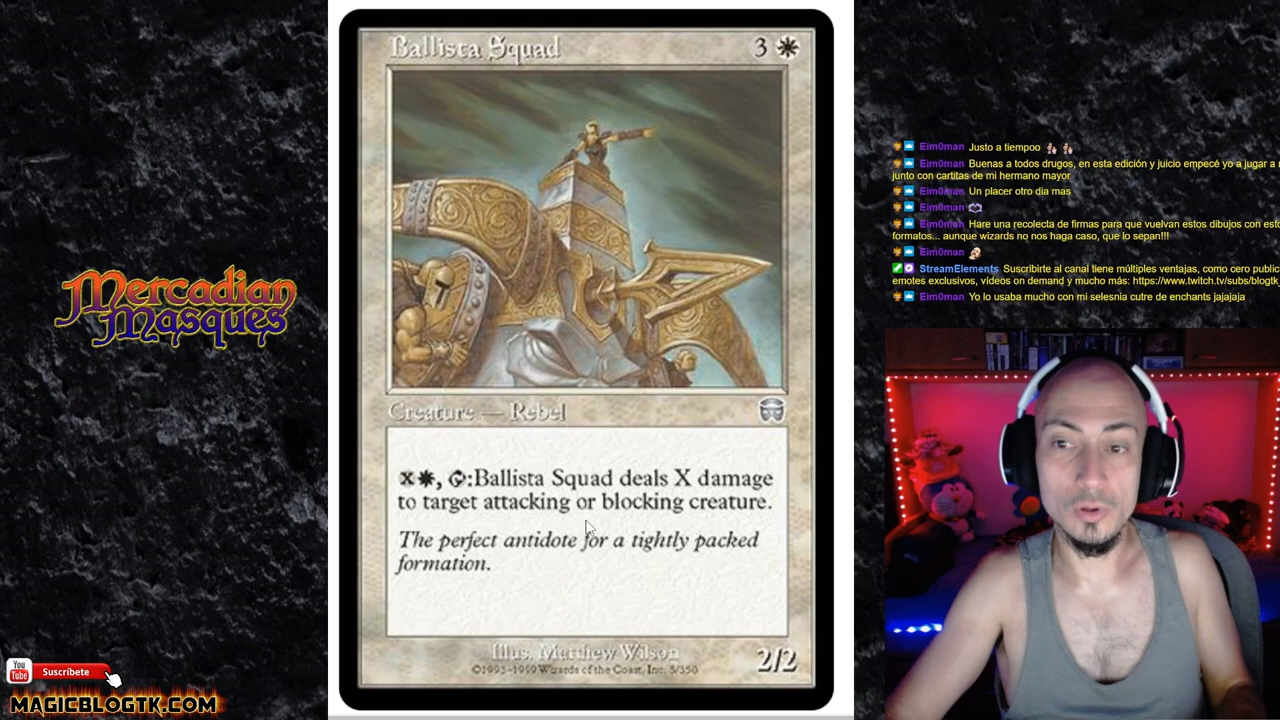 Ballista Squad
3
Creature — Rebel
X, :Ballista Squad deals X damage
to target attacking or blocking creature.
The perfect antidote for a tightly packed
formation.
Illus. Matthew Wilson
©1993-1999 Wizards of the Coast, Inc. 5/350
2/2
Mercadian
Masques
You
Tube
Suscríbete
MAGICBLOGTK.COM
Eim0man Justo a tiempoo
Eim0man Buenas a todos drugos, en esta edición y juicio empecé yo a jugar a
junto con cartitas de mi hermano mayor
Eim0man Un placer otro dia mas
Eim0man
Eim0man Hare una recolecta de firmas para que vuelvan estos dibujos con
formatos... aunque wizards no nos haga caso, que lo sepan!!!
Eim0man
StreamElements Suscribirte al canal tiene múltiples ventajas, como cero
emotes exclusivos, vídeos on demand y mucho más: https://www.twitch.tv/subs/blogtk_
Eim0man Yo lo usaba mucho con mi selesnia cutre de enchants jajajaja